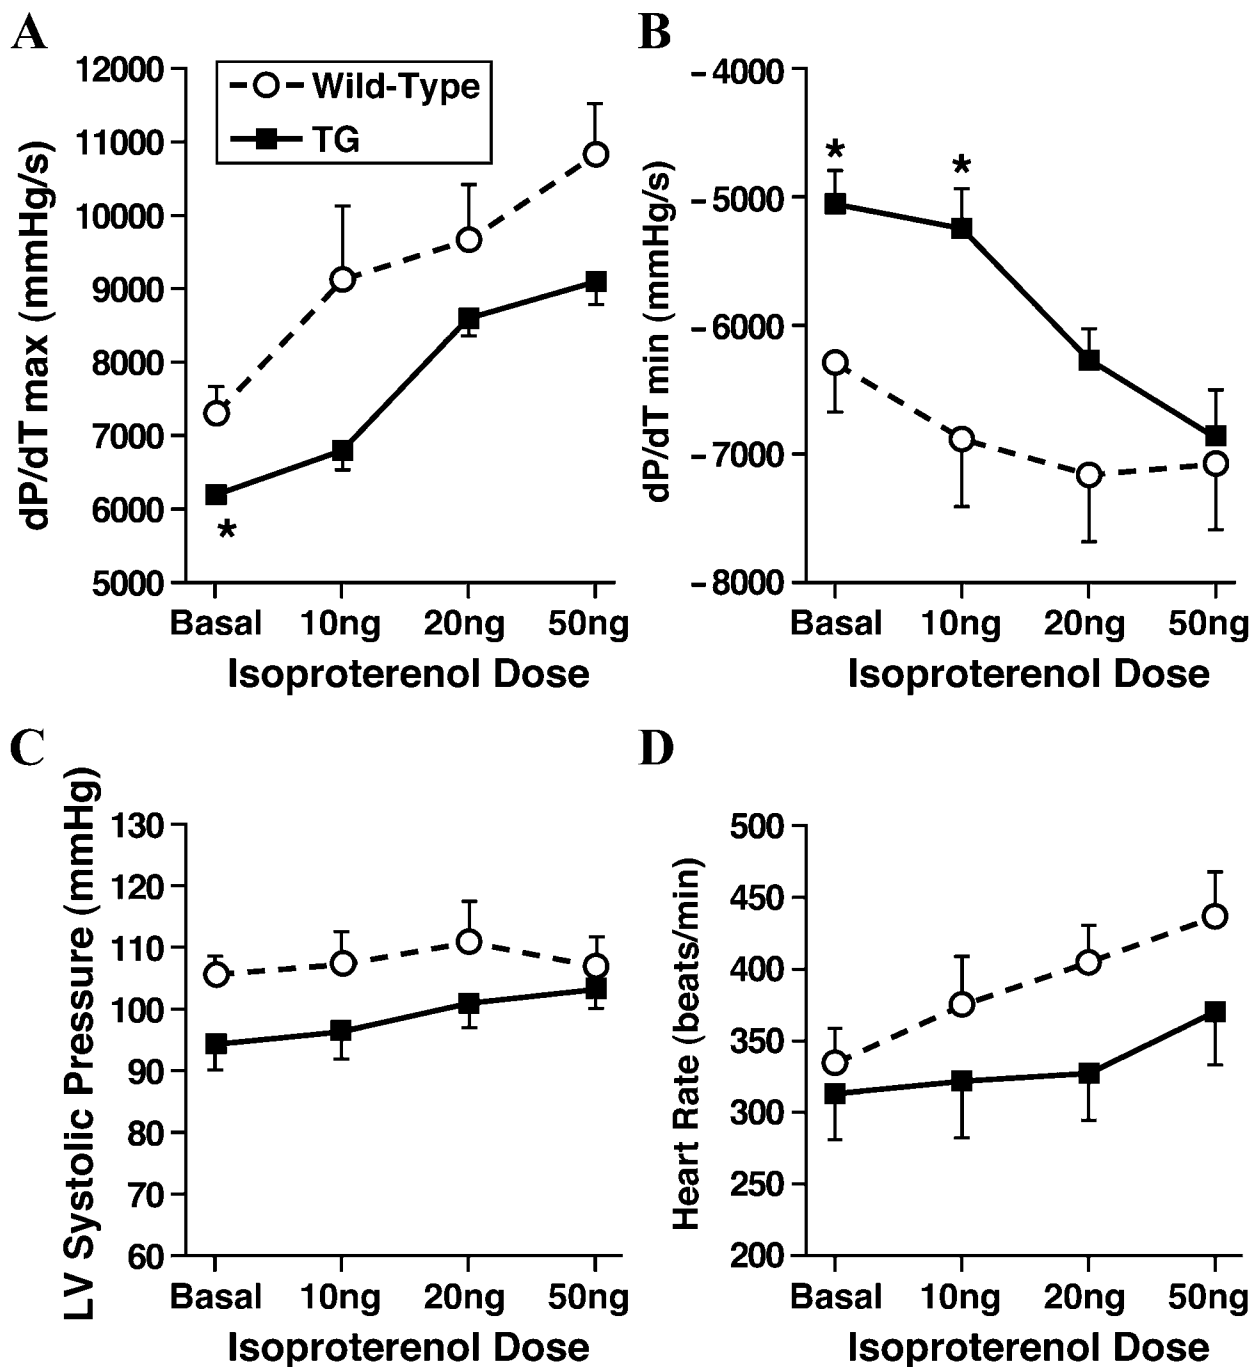 A
dP/dT max (mmHg/s)
12000
11000
10000
9000
8000
7000
6000
5000
Wild-Type
TG
*
Basal 10ng 20ng 50ng
Isoproterenol Dose
B
dP/dT min (mmHg/s)
-4000
-5000
-6000
-7000
-8000
* *
Basal 10ng 20ng 50ng
Isoproterenol Dose
C
LV Systolic Pressure (mmHg)
130
120
110
100
90
80
70
60
Basal 10ng 20ng 50ng
Isoproterenol Dose
D
Heart Rate (beats/min)
500
450
400
350
300
250
200
Basal 10ng 20ng 50ng
Isoproterenol Dose